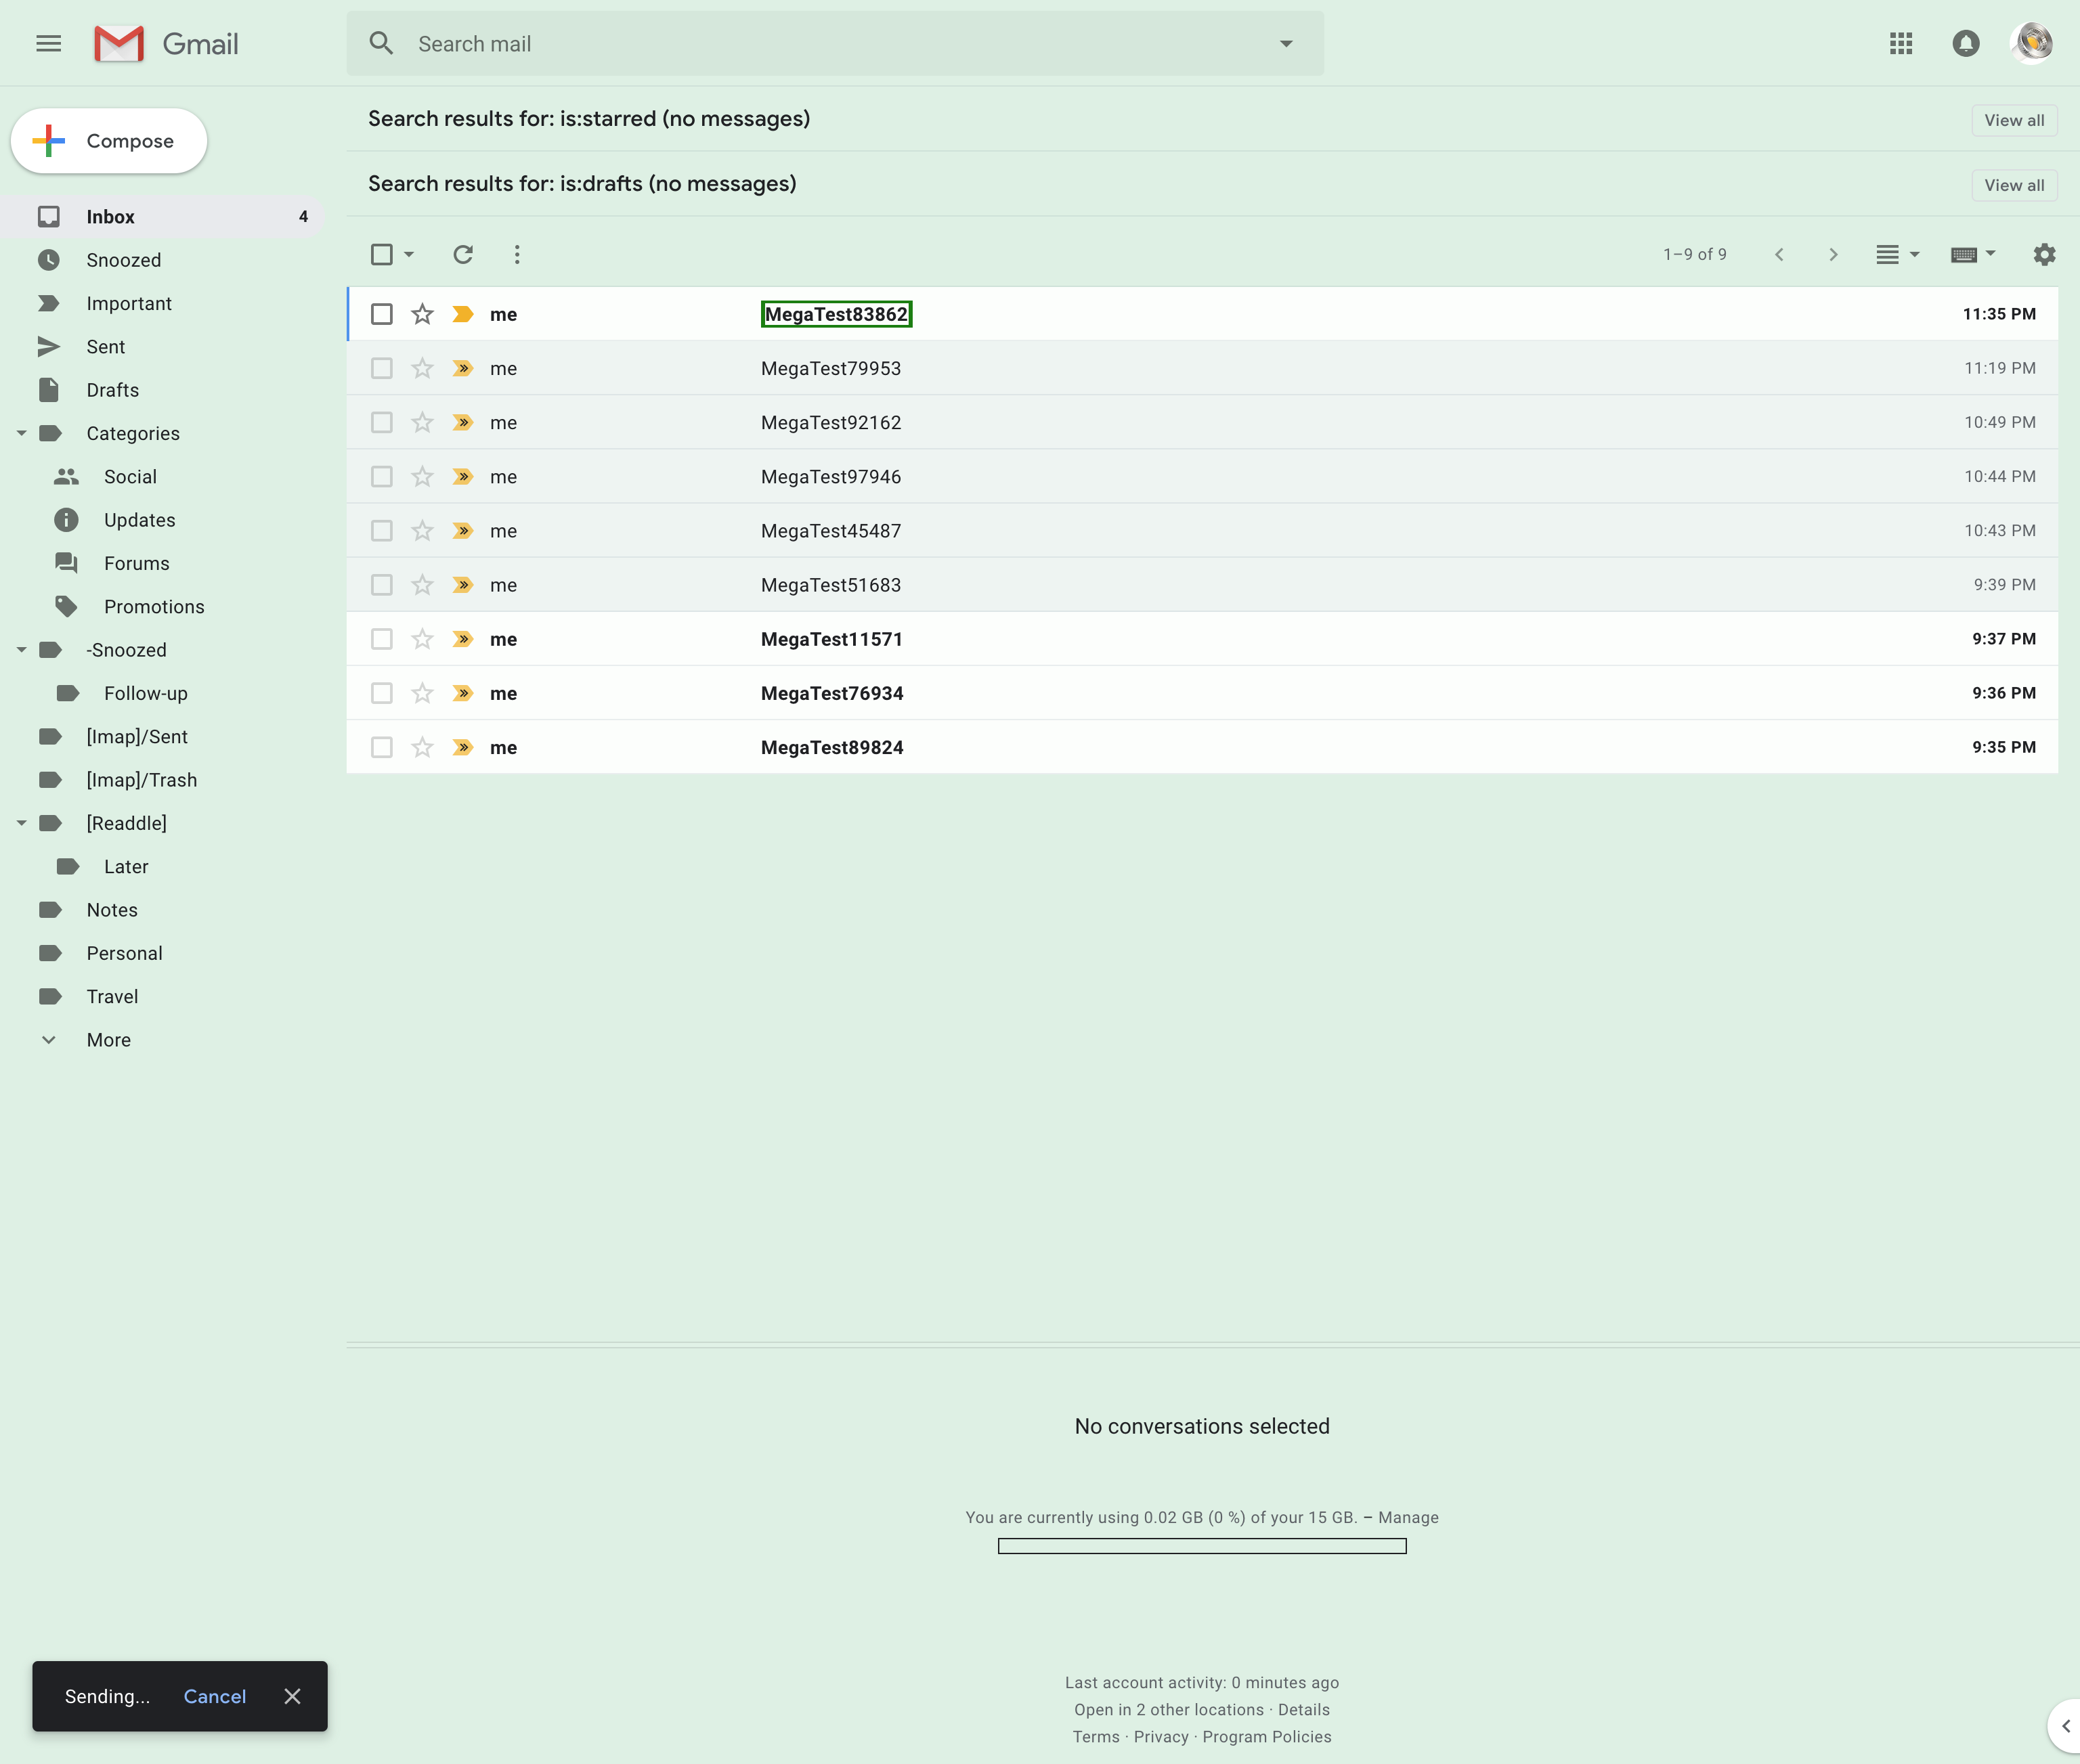 Gmail
Search mail
Compose
Inbox 4
Snoozed
Important
Sent
Drafts
Categories
Social
Updates
Forums
Promotions
-Snoozed
Follow-up
[Imap]/Sent
[Imap]/Trash
[Readdle]
Later
Notes
Personal
Travel
More
Search results for: is:starred (no messages) View all
Search results for: is:drafts (no messages) View all
1–9 of 9
me MegaTest83862 11:35 PM
me MegaTest79953 11:19 PM
me MegaTest92162 10:49 PM
me MegaTest97946 10:44 PM
me MegaTest45487 10:43 PM
me MegaTest51683 9:39 PM
me MegaTest11571 9:37 PM
me MegaTest76934 9:36 PM
me MegaTest89824 9:35 PM
No conversations selected
You are currently using 0.02 GB (0 %) of your 15 GB. – Manage
Last account activity: 0 minutes ago
Open in 2 other locations · Details
Terms · Privacy · Program Policies
Sending... Cancel